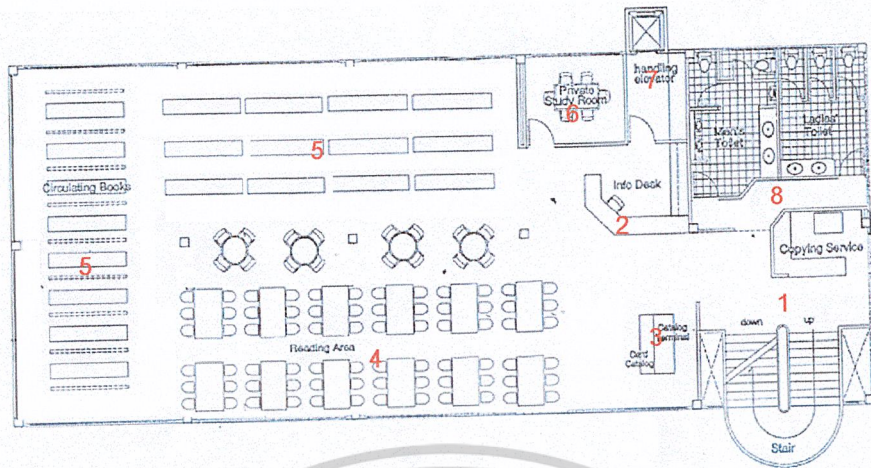 handling
elevator
7
Private
Study Room
6
Men's
Toilet
Ladies'
Toilet
5
Circulating Books
Info Desk
8
2
Copying Service
5
1
down
up
3
Catalog
Terminal
Card
Catalog
Reading Area
4
Stair